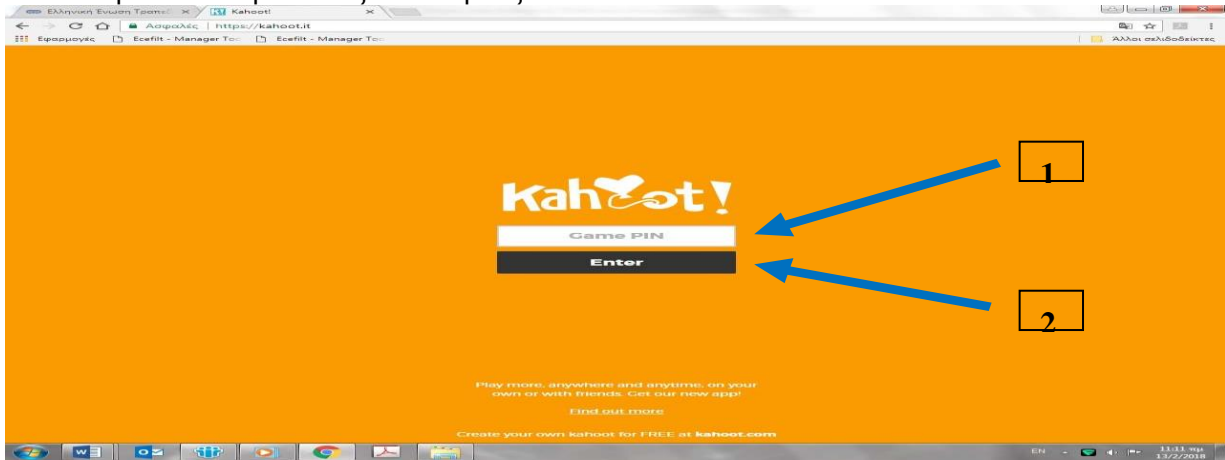 Ελληνική Ένωση Τραπε
Kahoot!
Ασφαλές | https://kahoot.it
Εφαρμογές
Ecefilt - Manager Too
Ecefilt - Manager Too
Άλλοι σελιδοδείκτες
Kahoot!
1
Game PIN
Enter
2
Play more, anywhere and anytime, on your
own or with friends. Get our new app!
Find out more
Create your own kahoot for FREE at kahoot.com
EN
11:11 πμ
13/2/2018